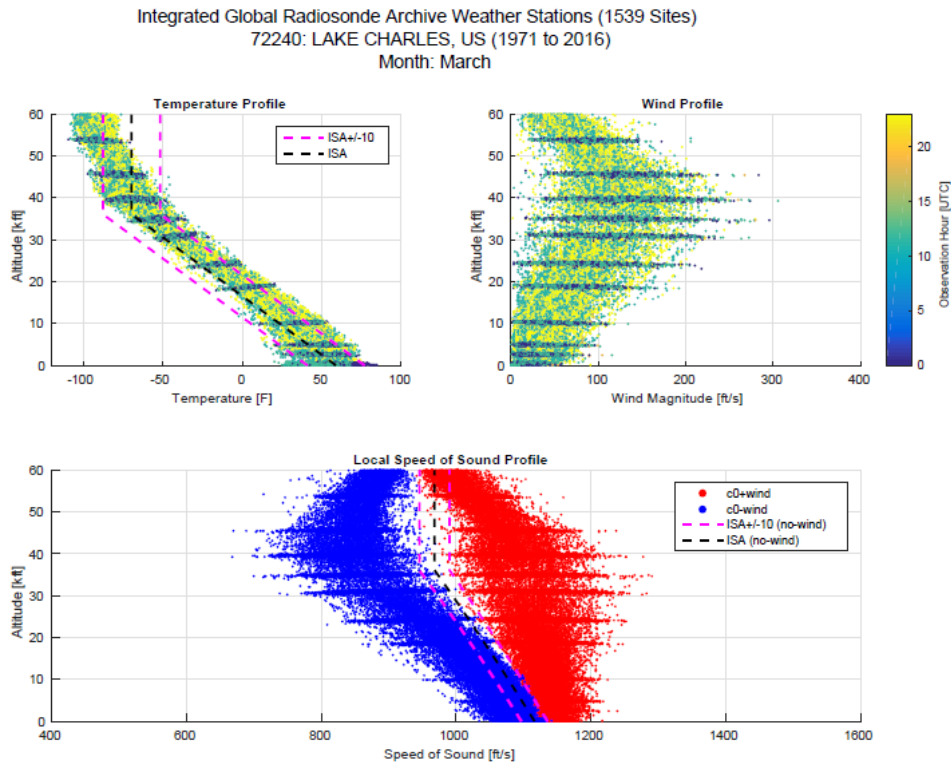 Integrated Global Radiosonde Archive Weather Stations (1539 Sites)
72240: LAKE CHARLES, US (1971 to 2016)
Month: March
Temperature Profile
ISA+/-10
ISA
60
50
40
30
20
10
0
Altitude [kft]
-100 -50 0 50 100
Temperature [F]
Wind Profile
60
50
40
30
20
10
0
Altitude [kft]
0 100 200 300 400
Wind Magnitude [ft/s]
20
15
10
5
0
Observation Hour [UTC]
Local Speed of Sound Profile
c0+wind
c0-wind
ISA+/-10 (no-wind)
ISA (no-wind)
60
50
40
30
20
10
0
Altitude [kft]
400 600 800 1000 1200 1400 1600
Speed of Sound [ft/s]